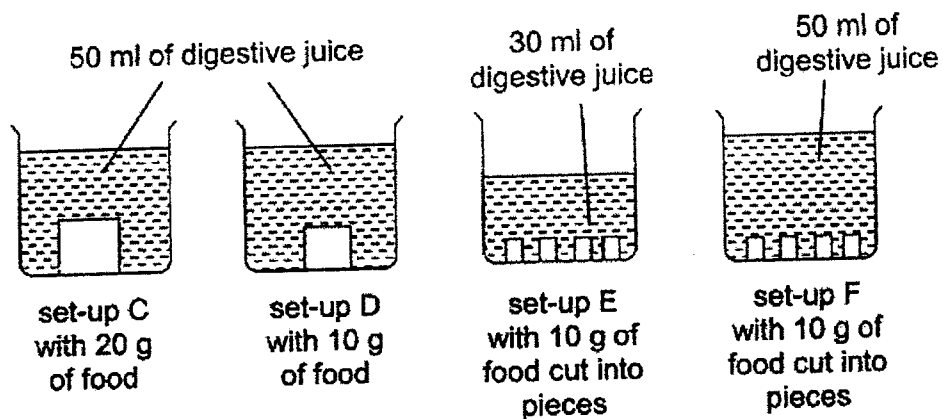 50 ml of digestive juice
30 ml of
digestive juice
50 ml of
digestive juice
set-up C
with 20 g
of food
set-up D
with 10 g
of food
set-up E
with 10 g of
food cut into
pieces
set-up F
with 10 g of
food cut into
pieces